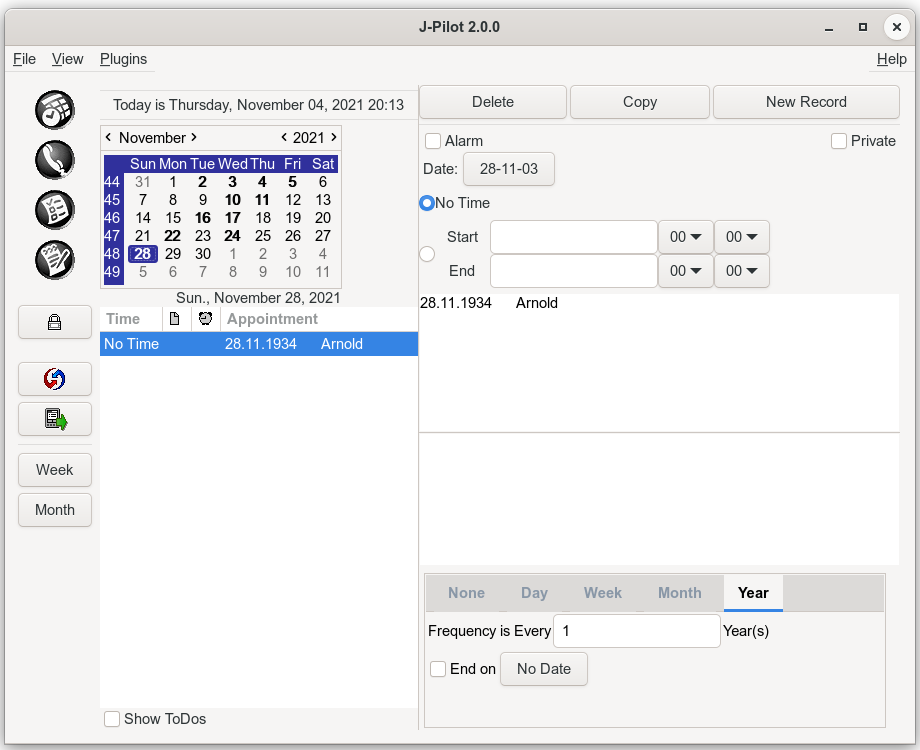 J-Pilot 2.0.0
File View Plugins Help
Today is Thursday, November 04, 2021 20:13
November 2021
Sun Mon Tue Wed Thu Fri Sat
44 31 1 2 3 4 5 6
45 7 8 9 10 11 12 13
46 14 15 16 17 18 19 20
47 21 22 23 24 25 26 27
48 28 29 30 1 2 3 4
49 5 6 7 8 9 10 11
Sun., November 28, 2021
Time Appointment
No Time 28.11.1934 Arnold
Week
Month
Show ToDos
Delete Copy New Record
Alarm Private
Date: 28-11-03
No Time
Start 00 00
End 00 00
28.11.1934 Arnold
None Day Week Month Year
Frequency is Every 1 Year(s)
End on No Date